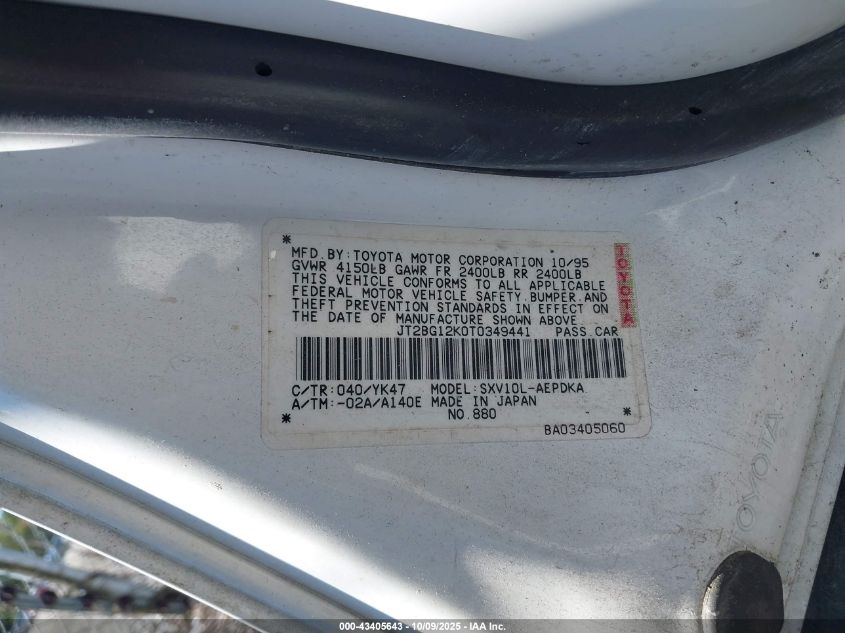 MFD. BY: TOYOTA MOTOR CORPORATION 10/95
GVWR 4150LB GAWR FR 2400LB RR 2400LB
THIS VEHICLE CONFORMS TO ALL APPLICABLE
FEDERAL MOTOR VEHICLE SAFETY, BUMPER, AND
THEFT PREVENTION STANDARDS IN EFFECT ON
THE DATE OF MANUFACTURE SHOWN ABOVE.
JT2BG12K0T0349441 PASS. CAR
TOYOTA
C/TR: 040/YK47 MODEL: SXV10L-AEPDKA
A/TM: -02A/A140E MADE IN JAPAN
NO. 880
BA03405060
TOYOTA
000-43405643 - 10/09/2025 - IAA Inc.